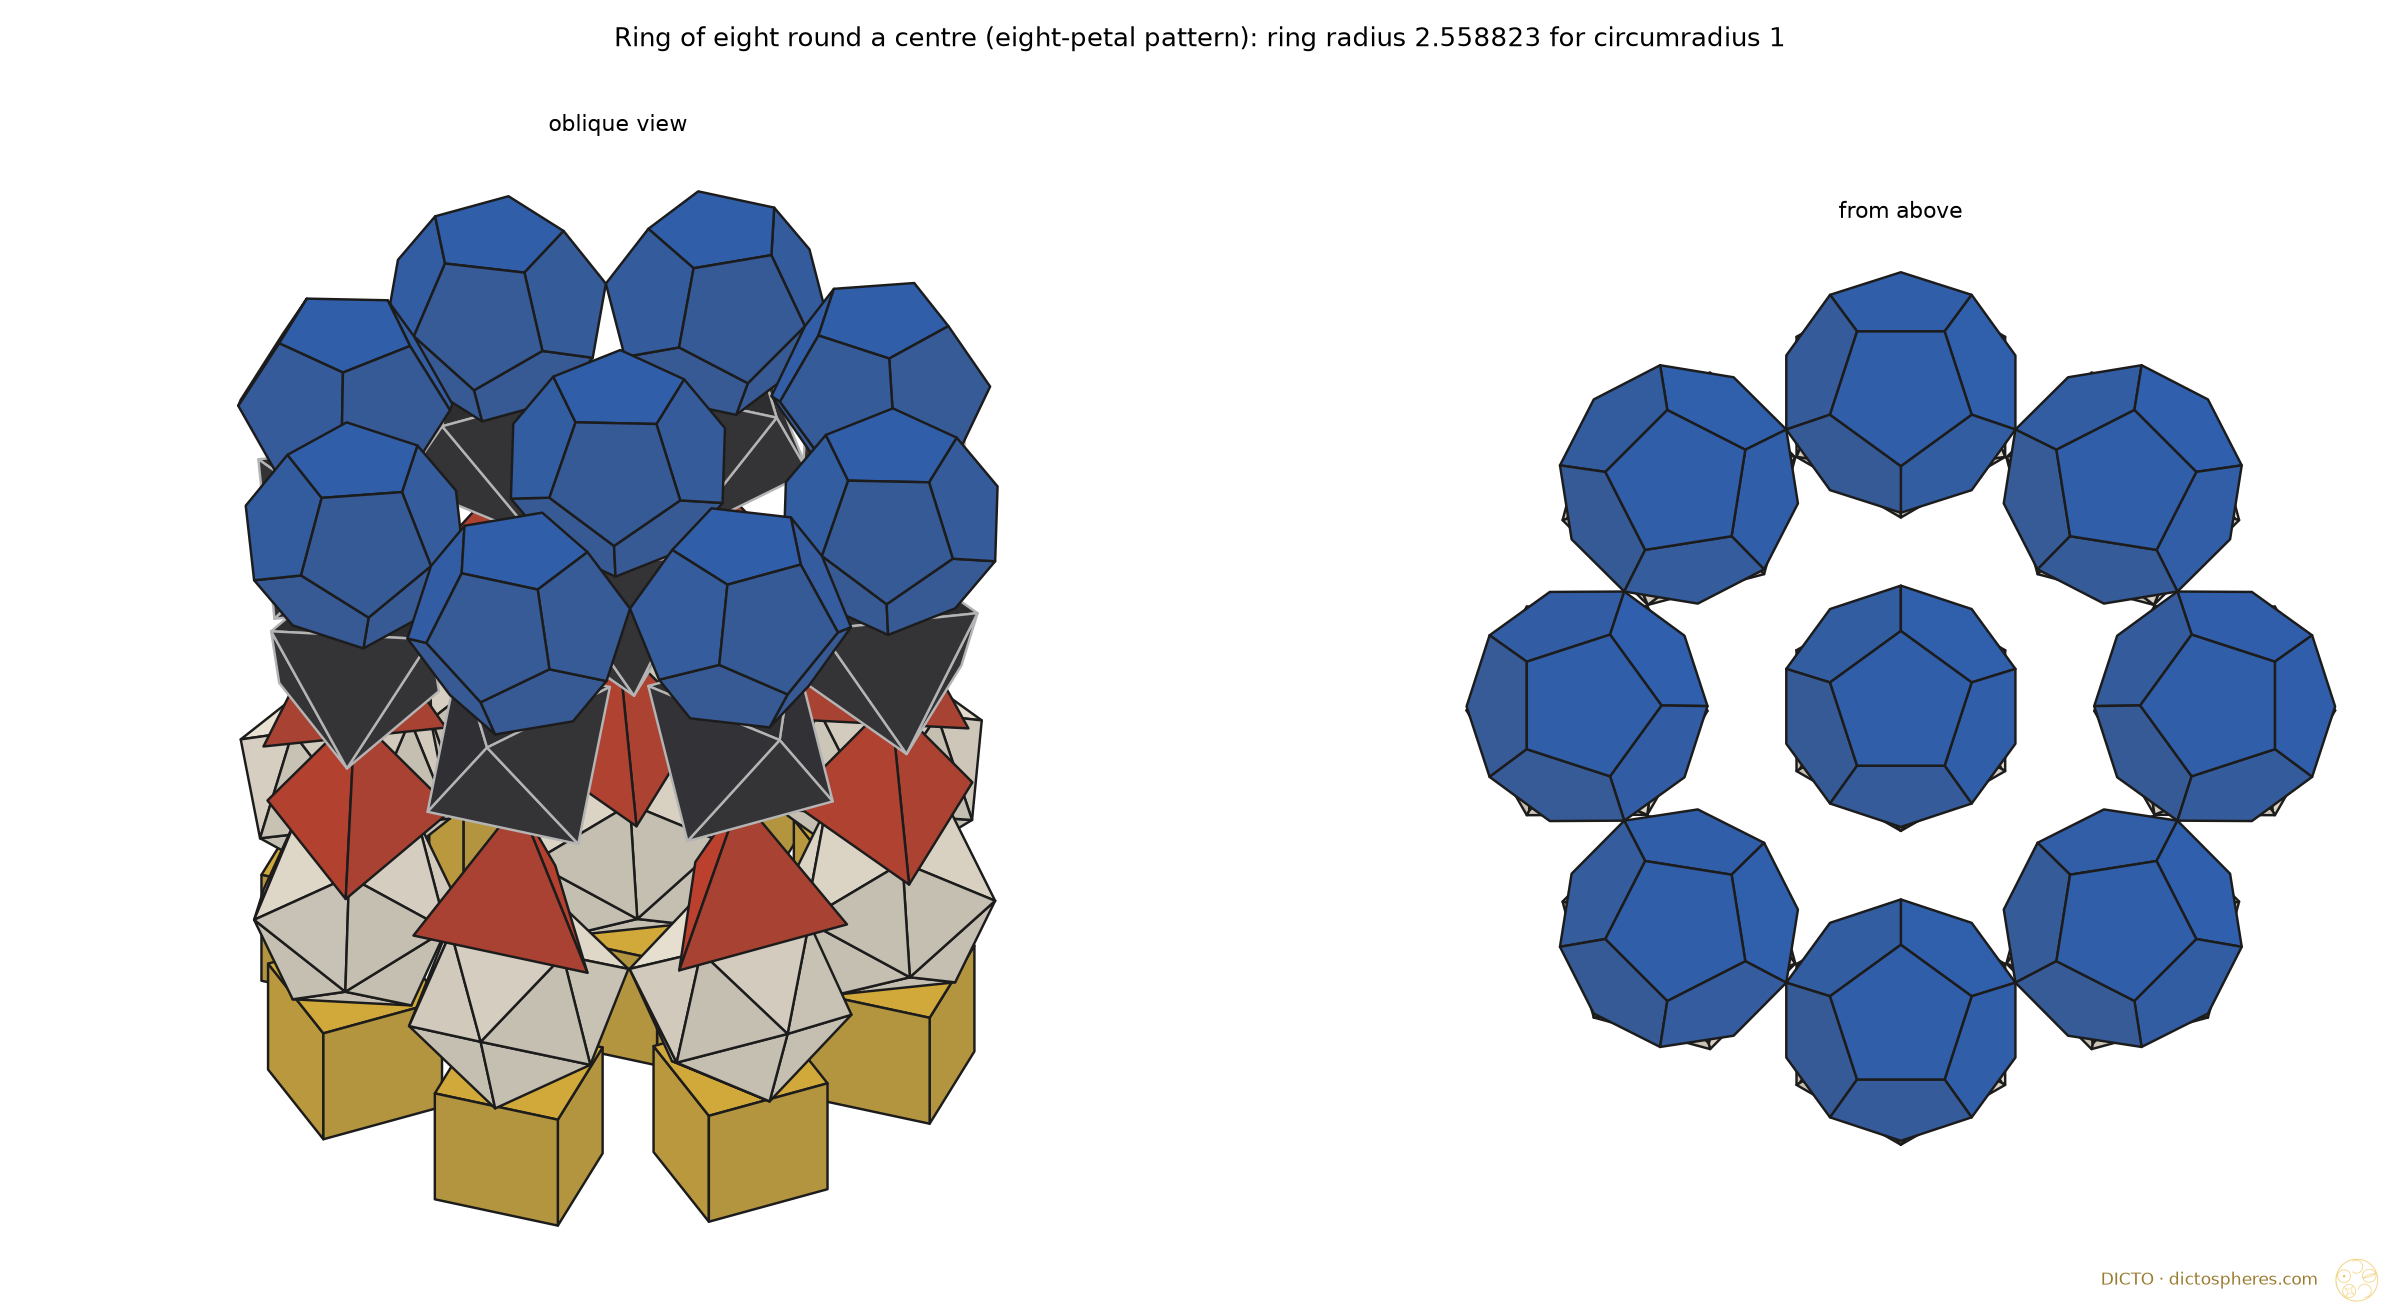 Ring of eight round a centre (eight-petal pattern): ring radius 2.558823 for circumradius 1
oblique view
from above
DICTO · dictospheres.com